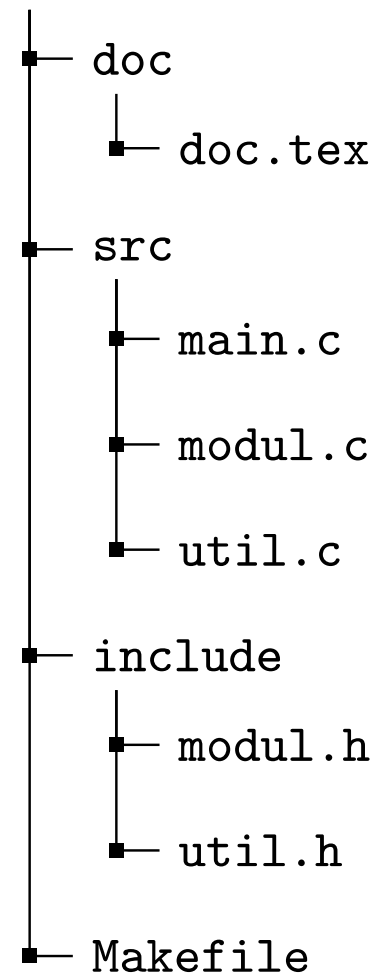 doc
doc.tex
src
main.c
modul.c
util.c
include
modul.h
util.h
Makefile